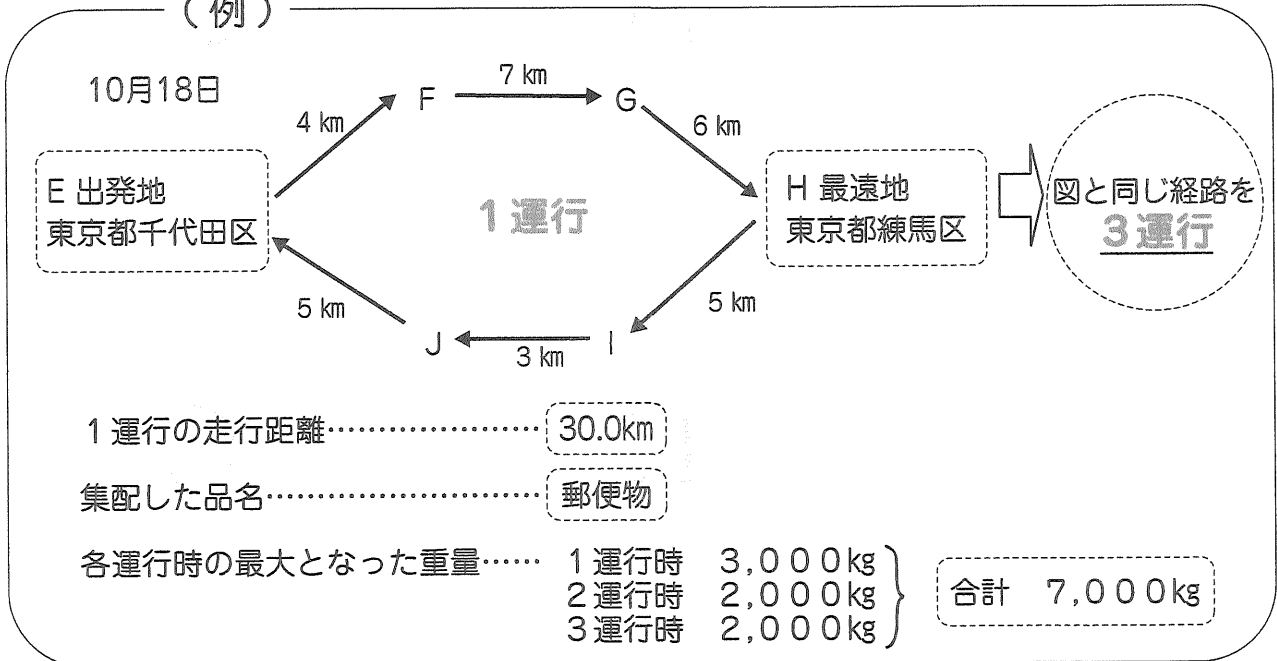 （例）
10月18日
4 km
F
7 km
G
6 km
E 出発地
東京都千代田区
1運行
H 最遠地
東京都練馬区
図と同じ経路を
3運行
5 km
J
3 km
I
5 km
1運行の走行距離…………………30.0km
集配した品名………………………郵便物
各運行時の最大となった重量……1運行時 3,000kg
2運行時 2,000kg
3運行時 2,000kg
合計 7,000kg